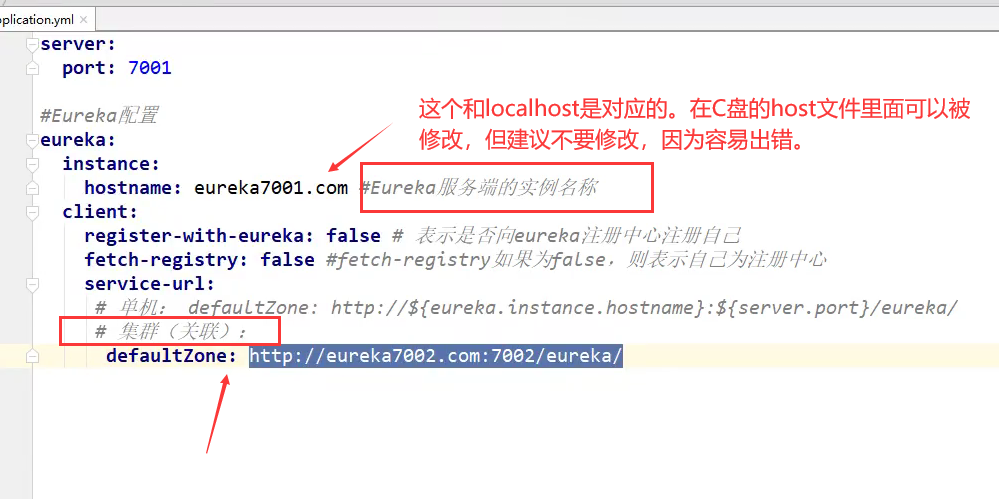 pplication.yml ×
server:
port: 7001
#Eureka配置
这个和localhost是对应的。在C盘的host文件里面可以被
修改，但建议不要修改，因为容易出错。
eureka:
instance:
hostname: eureka7001.com #Eureka服务端的实例名称
client:
register-with-eureka: false # 表示是否向eureka注册中心注册自己
fetch-registry: false #fetch-registry如果为false，则表示自己为注册中心
service-url:
# 单机： defaultZone: http://${eureka.instance.hostname}:${server.port}/eureka/
# 集群（关联）：
defaultZone: http://eureka7002.com:7002/eureka/